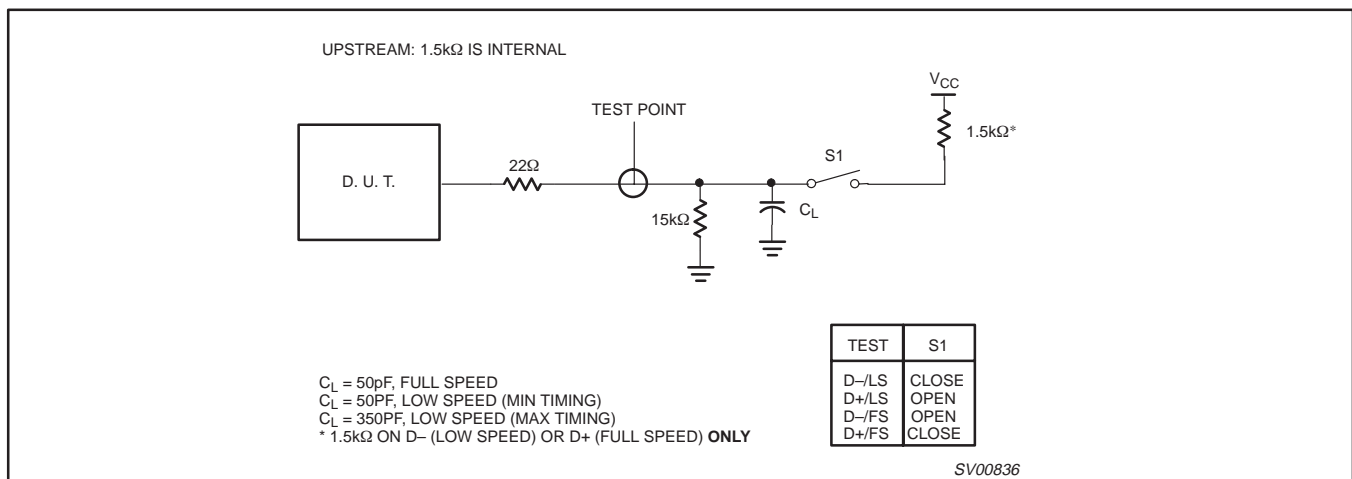 UPSTREAM: 1.5kΩ IS INTERNAL
VCC
TEST POINT
1.5kΩ*
S1
22Ω
D. U. T.
15kΩ
CL
TEST S1
D–/LS CLOSE
D+/LS OPEN
D–/FS OPEN
D+/FS CLOSE
CL = 50pF, FULL SPEED
CL = 50PF, LOW SPEED (MIN TIMING)
CL = 350PF, LOW SPEED (MAX TIMING)
* 1.5kΩ ON D– (LOW SPEED) OR D+ (FULL SPEED) ONLY
SV00836